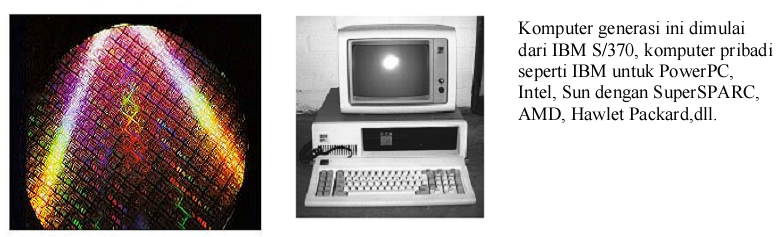 Komputer generasi ini dimulai
dari IBM S/370, komputer pribadi
seperti IBM untuk PowerPC,
Intel, Sun dengan SuperSPARC,
AMD, Hawlet Packard,dll.